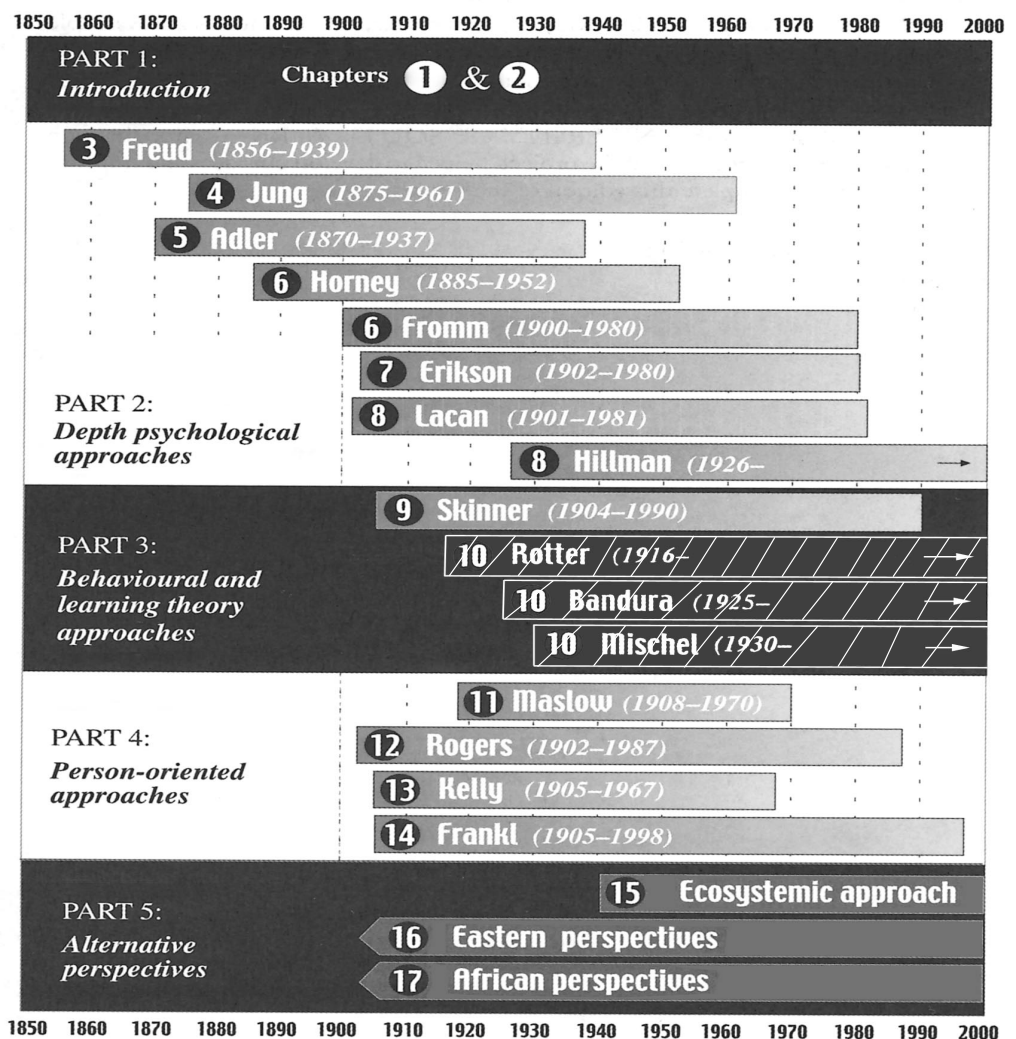 1850 1860 1870 1880 1890 1900 1910 1920 1930 1940 1950 1960 1970 1980 1990 2000
PART 1:
Introduction
Chapters 1 & 2
3 Freud (1856–1939)
4 Jung (1875–1961)
5 Adler (1870–1937)
6 Horney (1885–1952)
6 Fromm (1900–1980)
7 Erikson (1902–1980)
8 Lacan (1901–1981)
8 Hillman (1926–
PART 2:
Depth psychological
approaches
9 Skinner (1904–1990)
10 Rotter (1916–
10 Bandura (1925–
10 Mischel (1930–
PART 3:
Behavioural and
learning theory
approaches
11 Maslow (1908–1970)
12 Rogers (1902–1987)
13 Kelly (1905–1967)
14 Frankl (1905–1998)
PART 4:
Person-oriented
approaches
15 Ecosystemic approach
16 Eastern perspectives
17 African perspectives
PART 5:
Alternative
perspectives
1850 1860 1870 1880 1890 1900 1910 1920 1930 1940 1950 1960 1970 1980 1990 2000